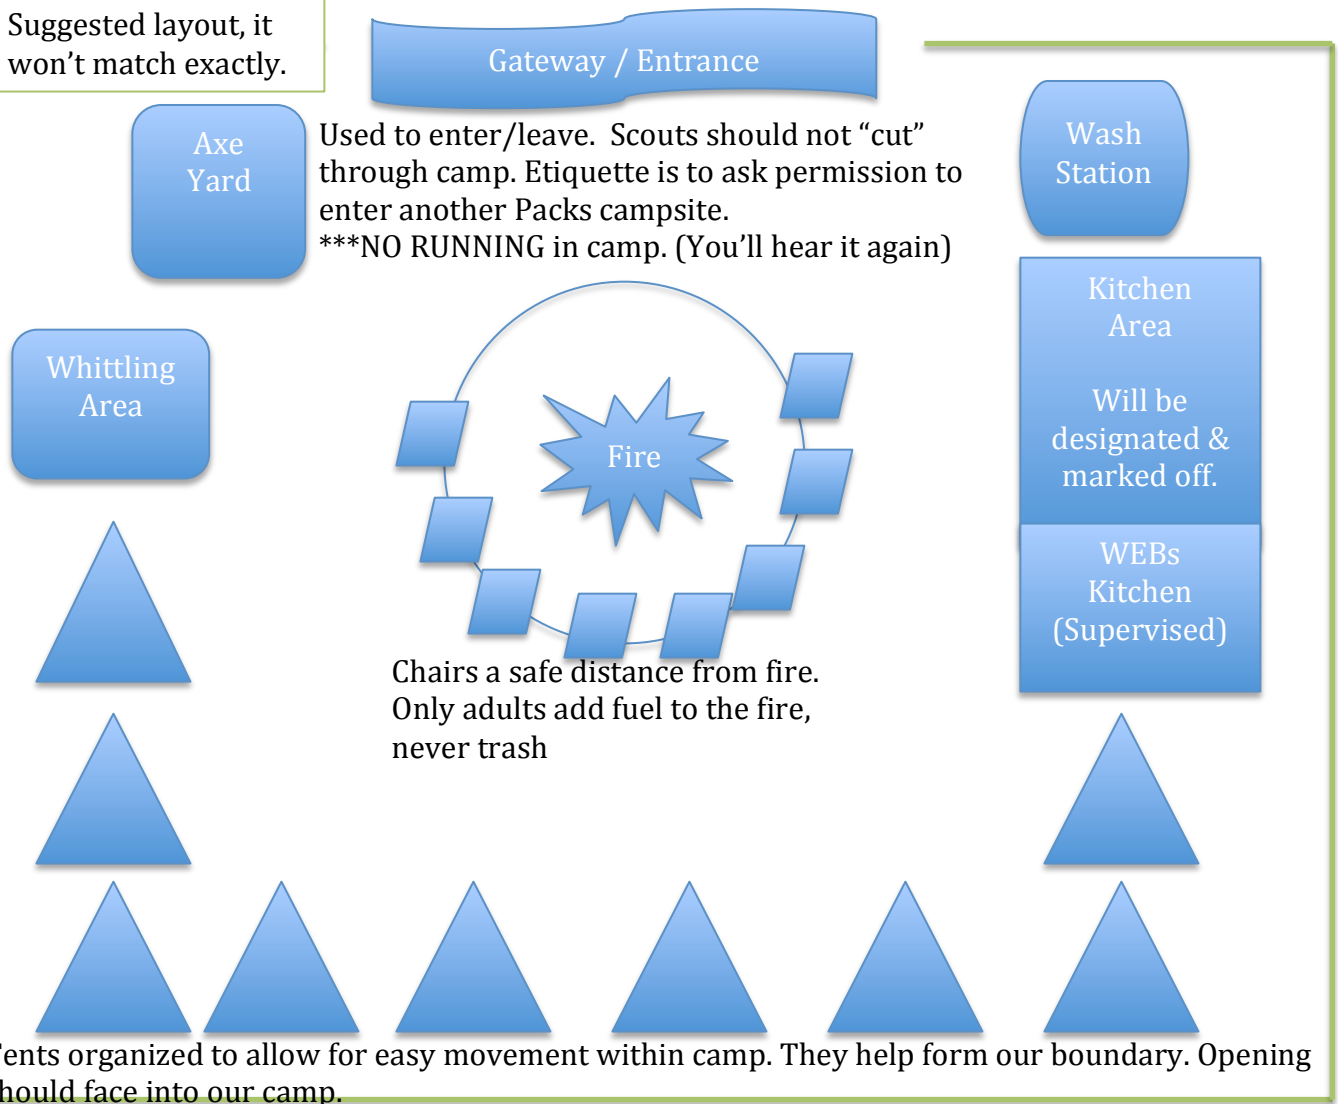 Suggested layout, it
won’t match exactly.
Gateway / Entrance
Axe
Yard
Used to enter/leave.  Scouts should not “cut”
through camp. Etiquette is to ask permission to
enter another Packs campsite.
***NO RUNNING in camp. (You’ll hear it again)
Wash
Station
Kitchen
Area
Will be
designated &
marked off.
Whittling
Area
Fire
WEBs
Kitchen
(Supervised)
Chairs a safe distance from fire.
Only adults add fuel to the fire,
never trash
ents organized to allow for easy movement within camp. They help form our boundary. Opening
hould face into our camp.